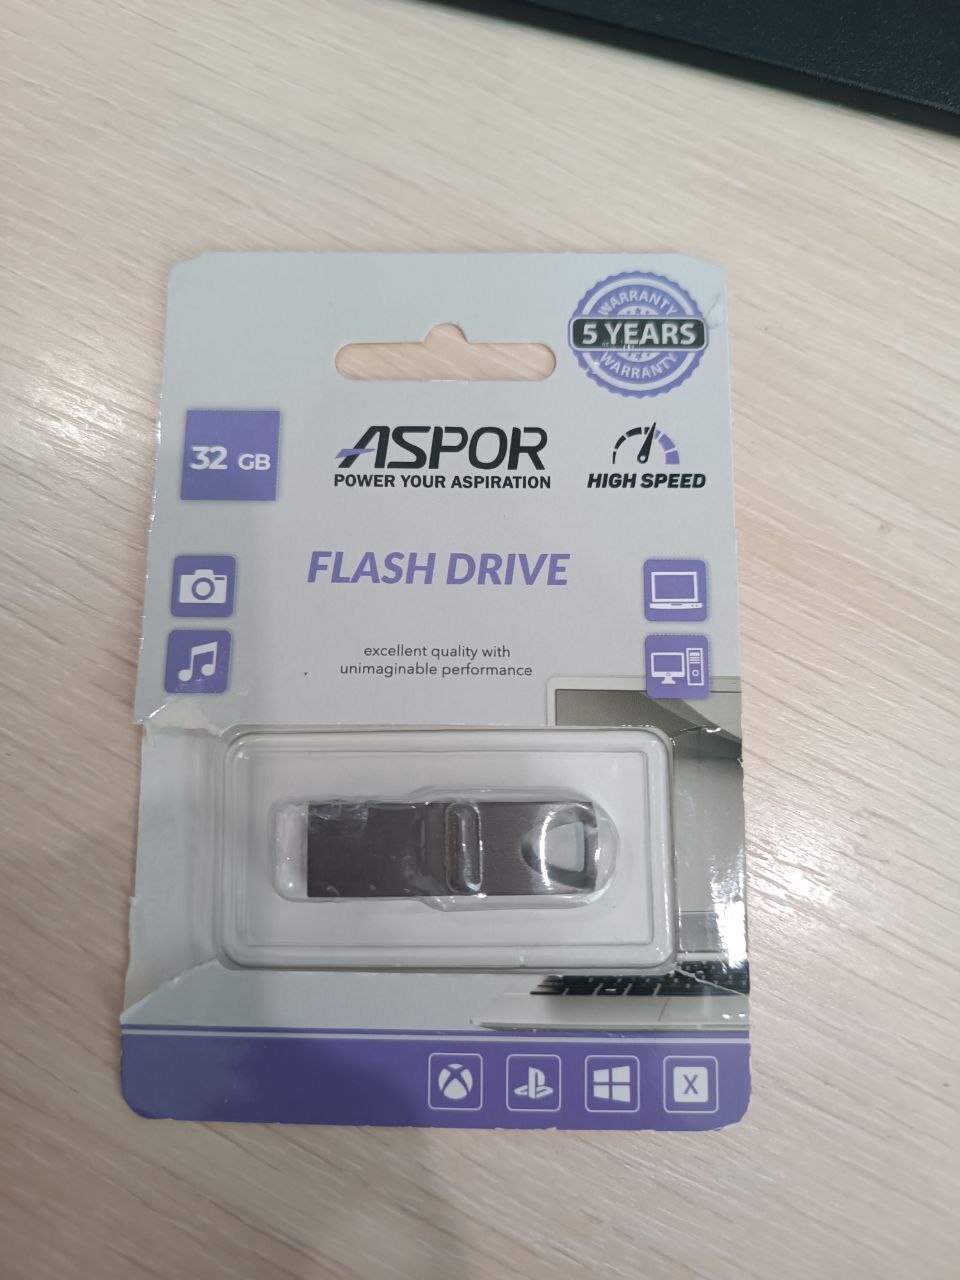 WARRANTY
5 YEARS
WARRANTY
32 GB
ASPOR
POWER YOUR ASPIRATION
HIGH SPEED
FLASH DRIVE
excellent quality with
unimaginable performance
X